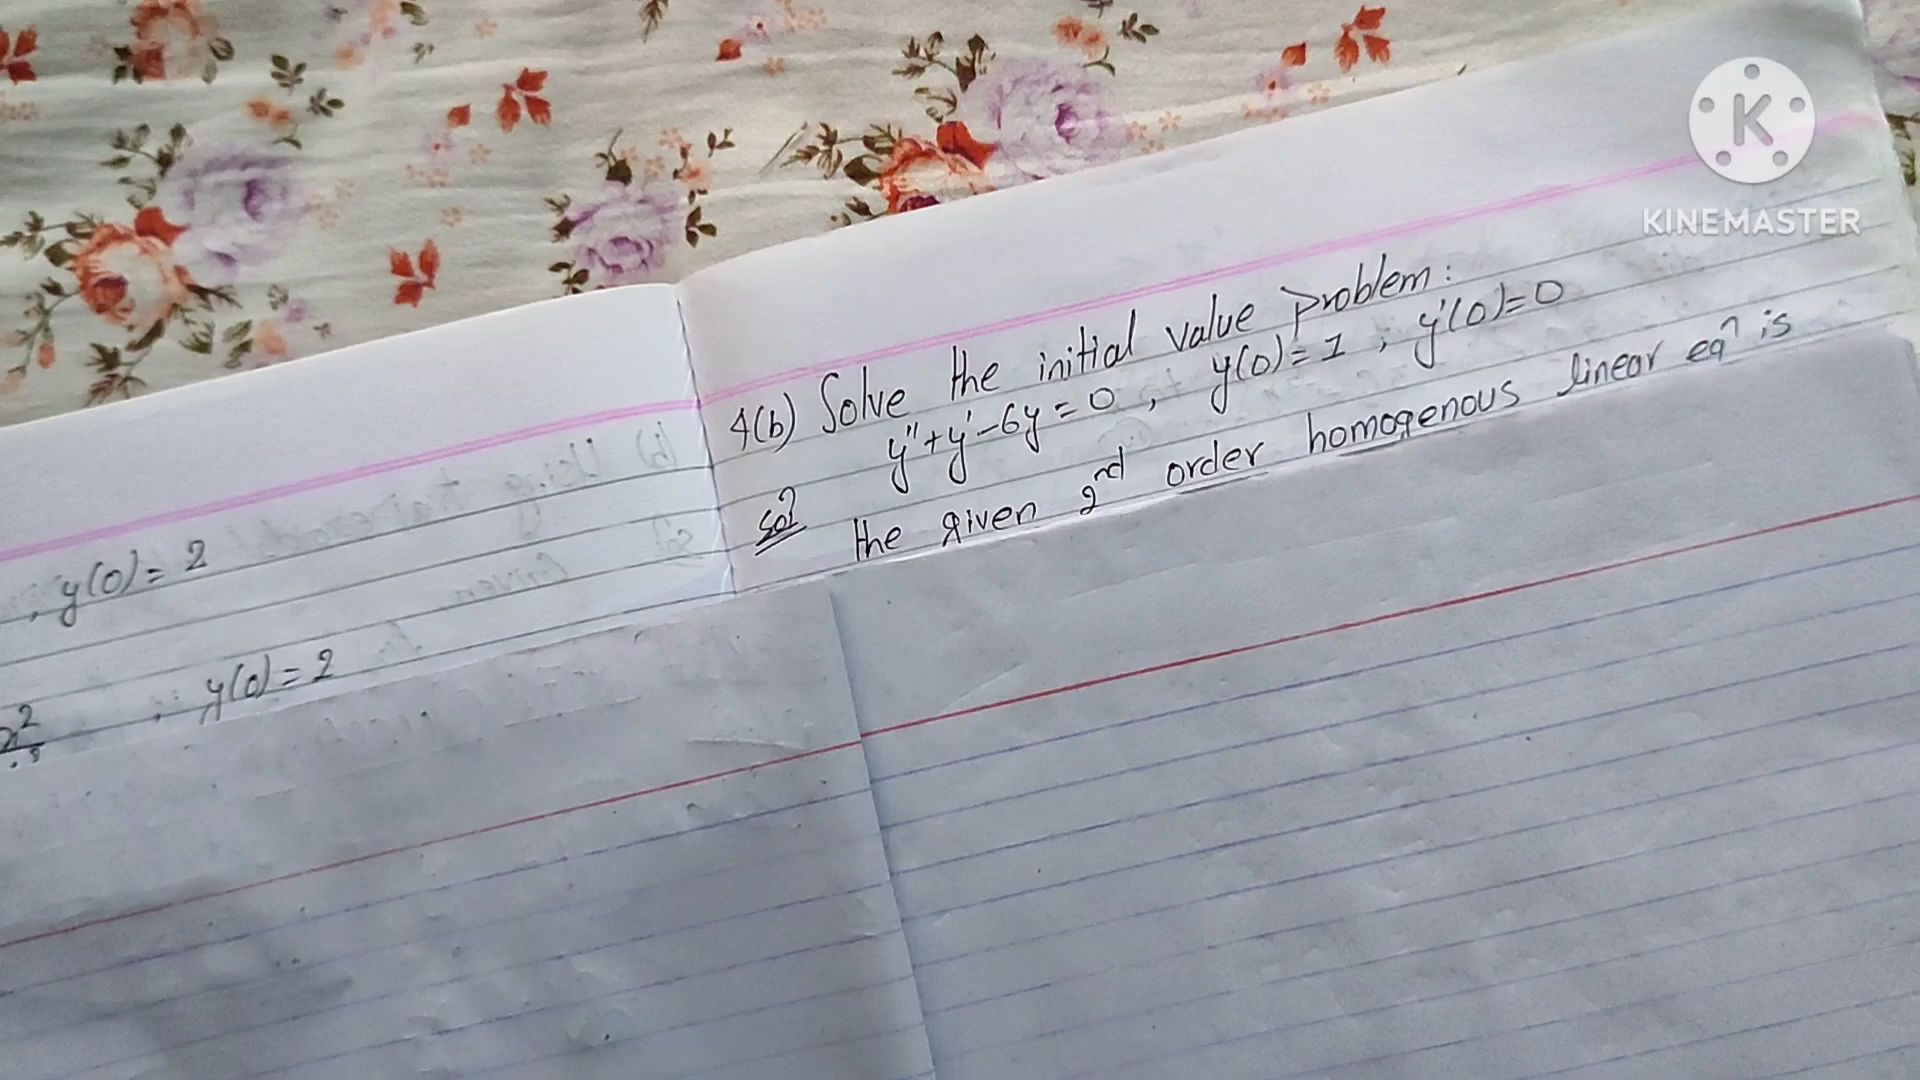 , y(0) = 2
, y(0) = 2
4(b) Solve the initial value problem:
y'' + y' - 6y = 0 , y(0) = 1 , y'(0) = 0
Sol?
the given 2nd order homogenous linear eqn is
K
KINEMASTER